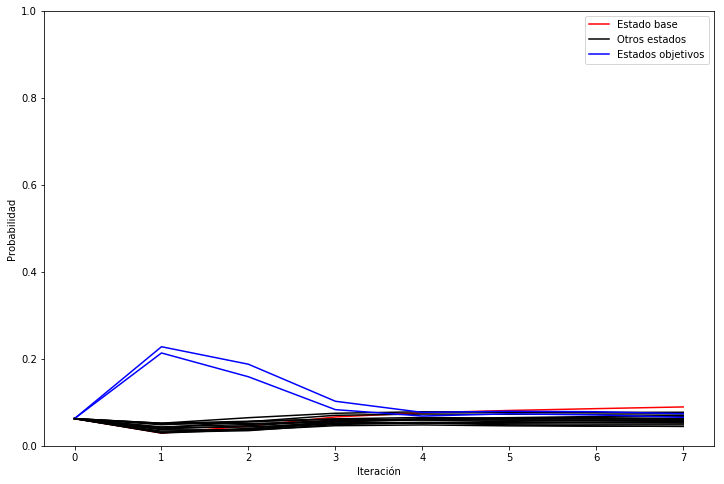 1.0
0.8
0.6
0.4
0.2
0.0
Probabilidad
0 1 2 3 4 5 6 7
Iteración
Estado base
Otros estados
Estados objetivos